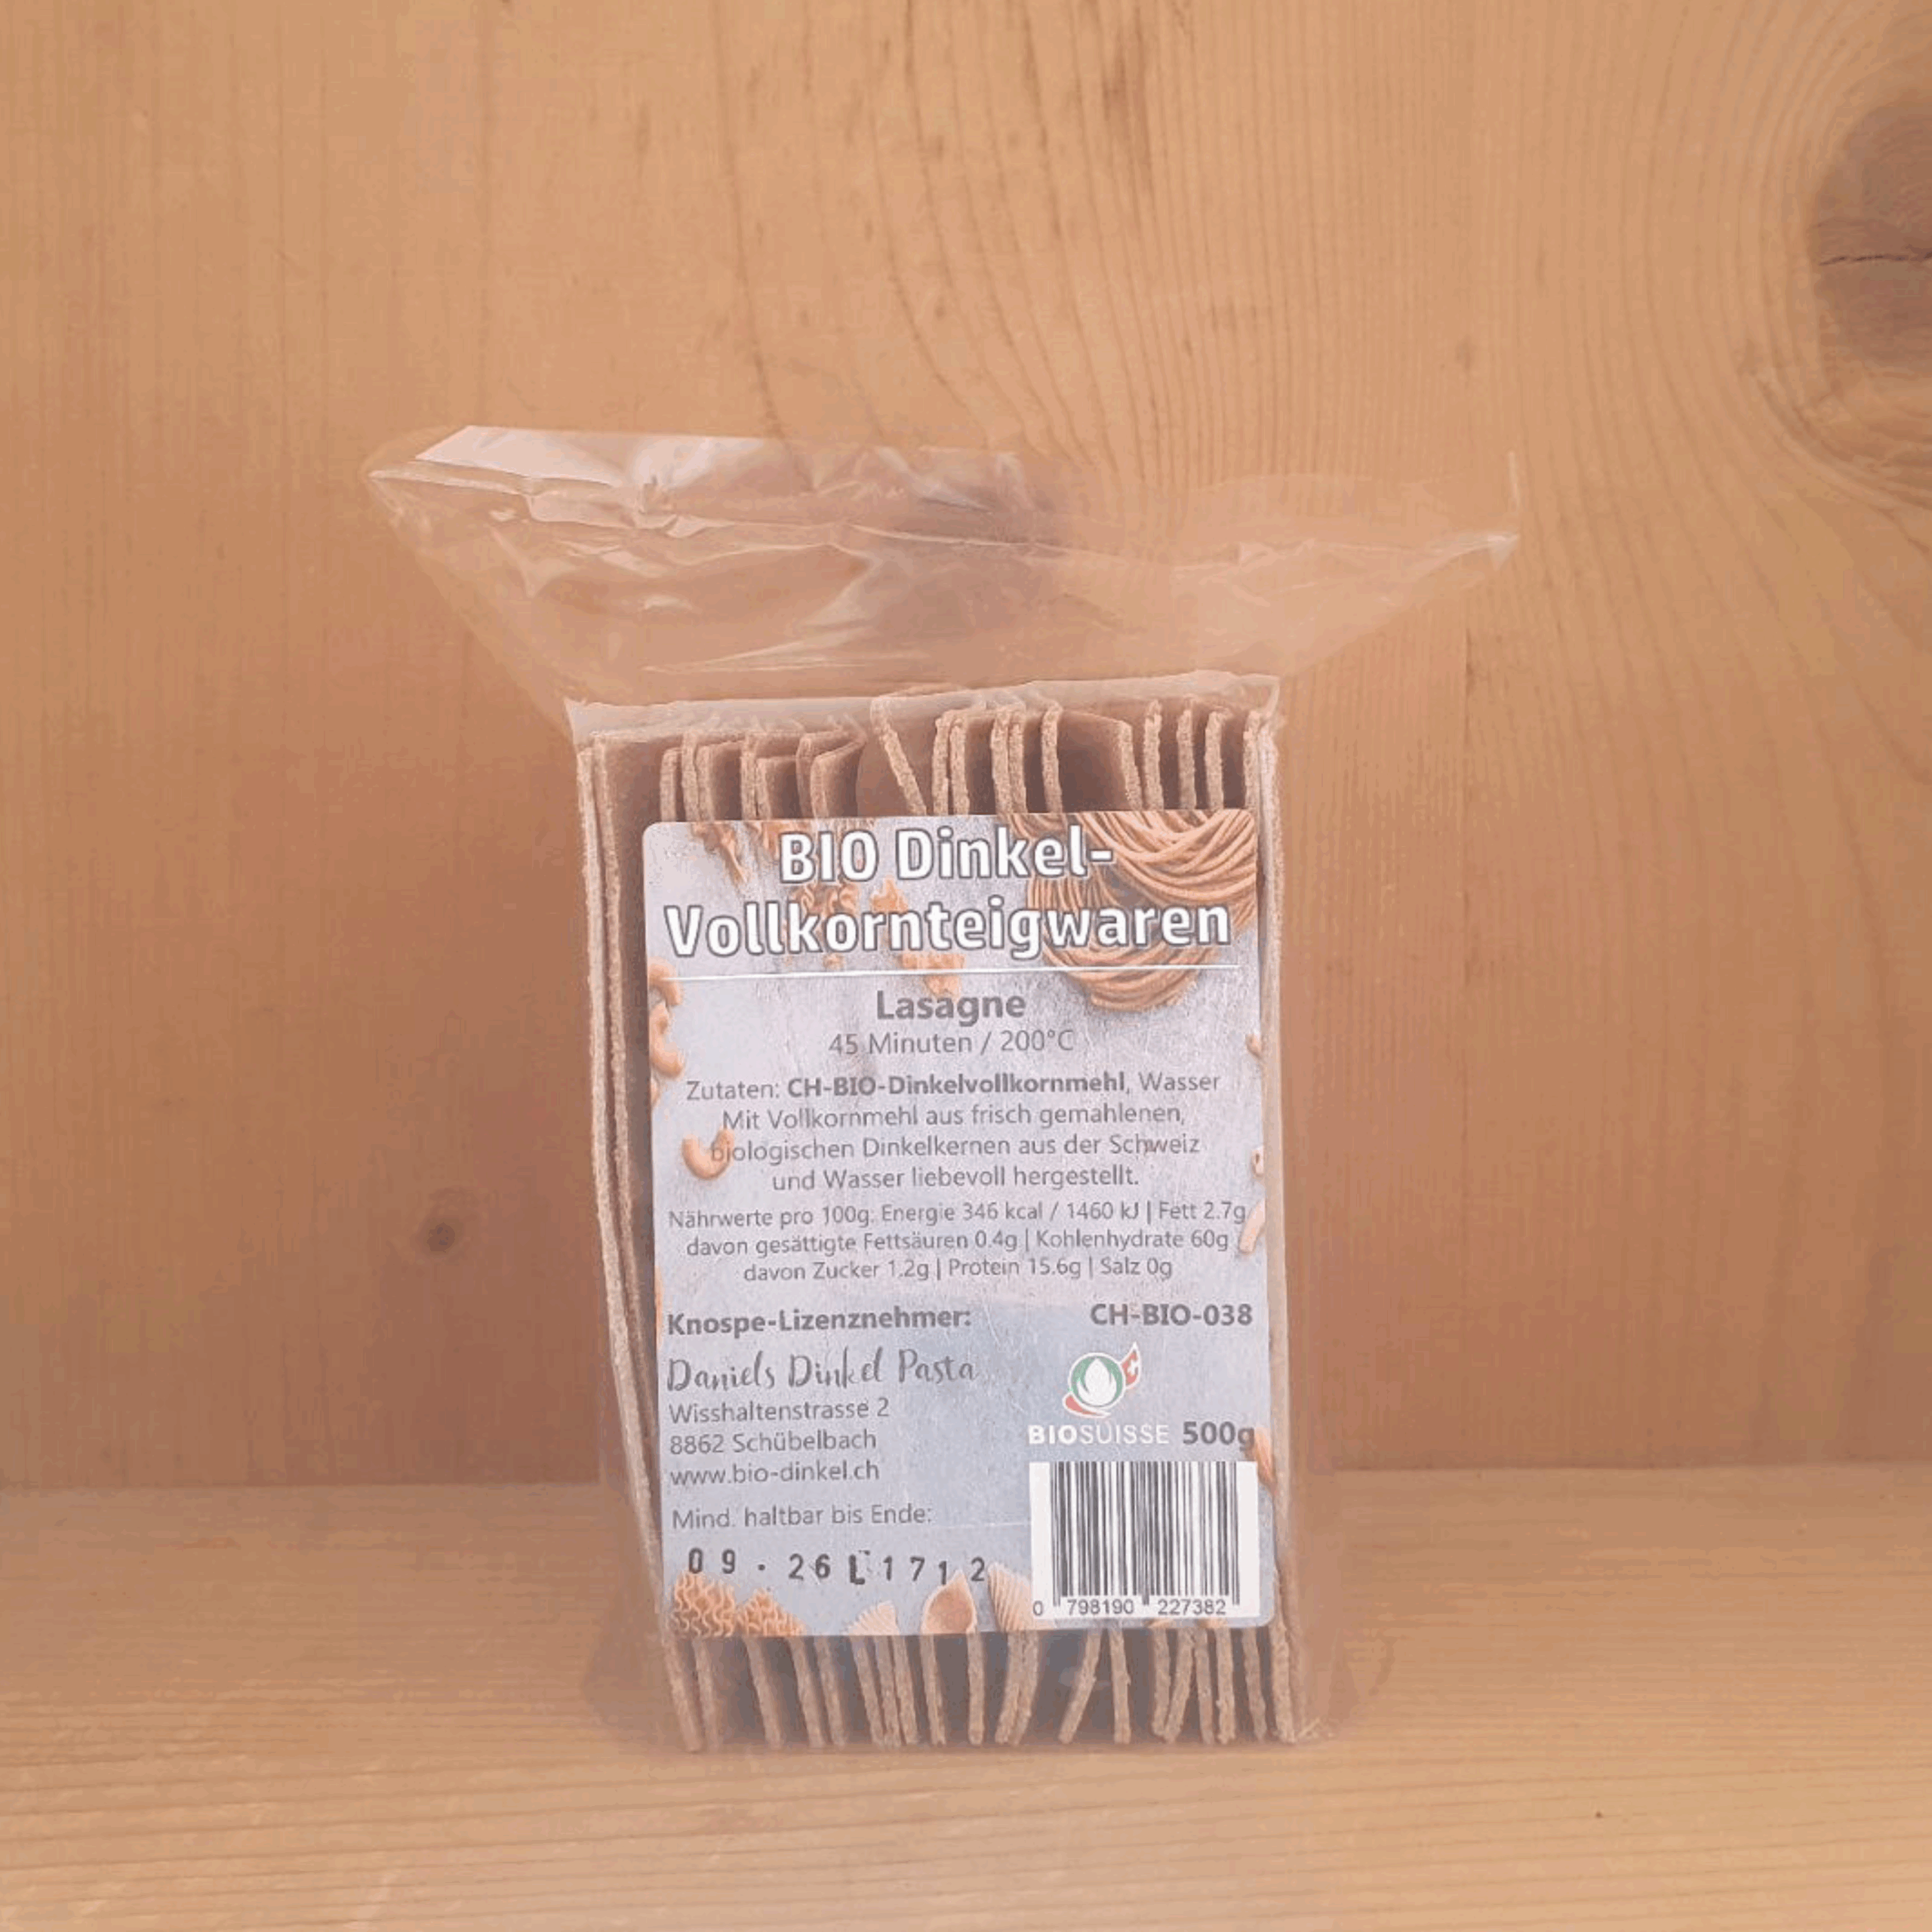 BIO Dinkel-
Vollkornteigwaren
Lasagne
45 Minuten / 200°C
Zutaten: CH-BIO-Dinkelvollkornmehl, Wasser
Mit Vollkornmehl aus frisch gemahlenen,
biologischen Dinkelkernen aus der Schweiz
und Wasser liebevoll hergestellt.
Nährwerte pro 100g: Energie 346 kcal / 1460 kJ | Fett 2.7g
davon gesättigte Fettsäuren 0.4g | Kohlenhydrate 60g
davon Zucker 1.2g | Protein 15.6g | Salz 0g
Knospe-Lizenznehmer:
Daniels Dinkel Pasta
Wisshaltenstrasse 2
8862 Schübelbach
www.bio-dinkel.ch
Mind. haltbar bis Ende:
09.26 L1712
CH-BIO-038
BIOSUISSE 500g
0 798190 227382